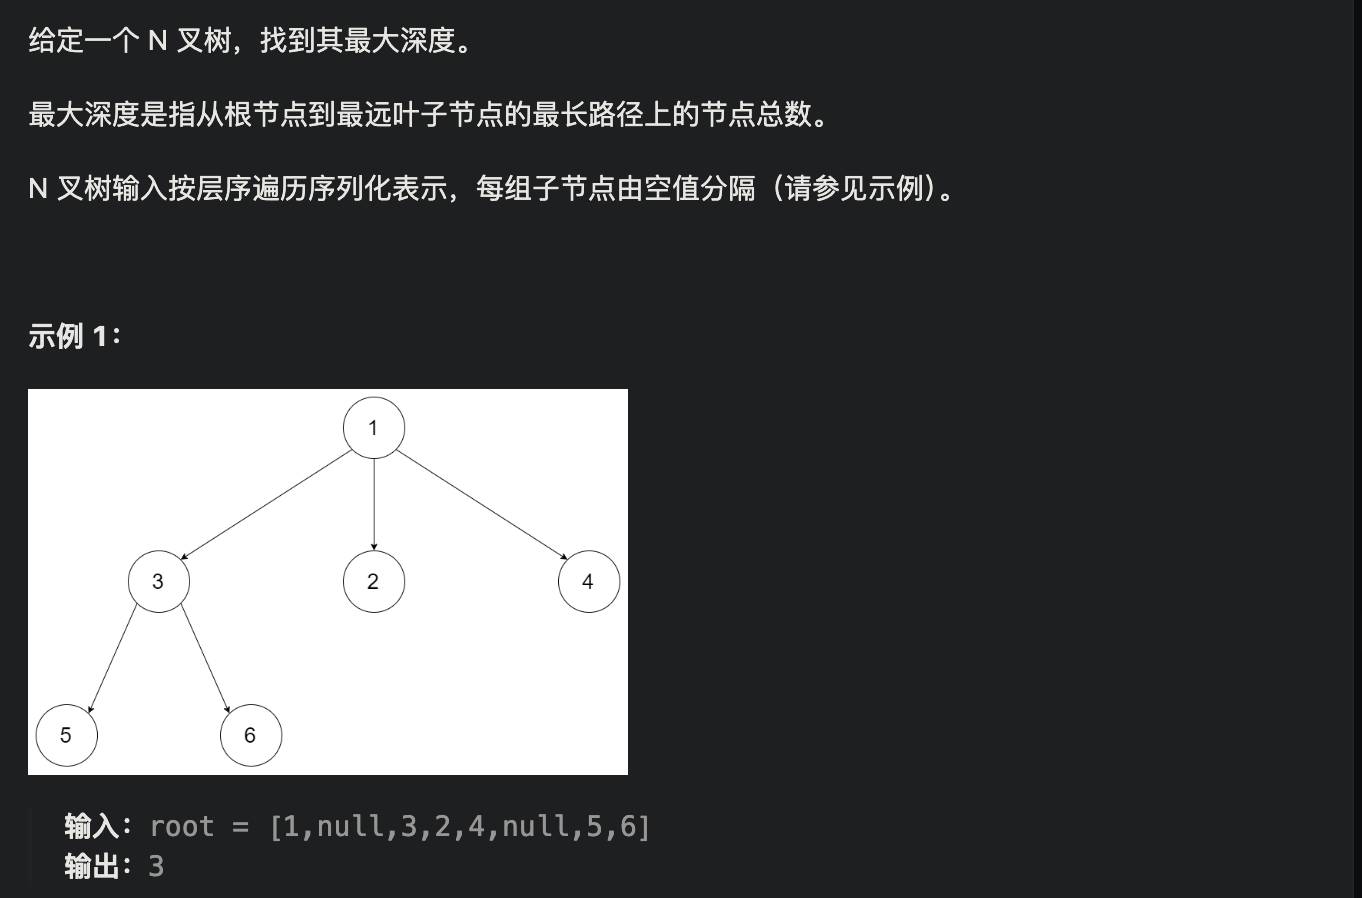 给定一个 N 叉树，找到其最大深度。
最大深度是指从根节点到最远叶子节点的最长路径上的节点总数。
N 叉树输入按层序遍历序列化表示，每组子节点由空值分隔（请参见示例）。
示例 1：
1
3
2
4
5
6
输入：root = [1,null,3,2,4,null,5,6]
输出：3